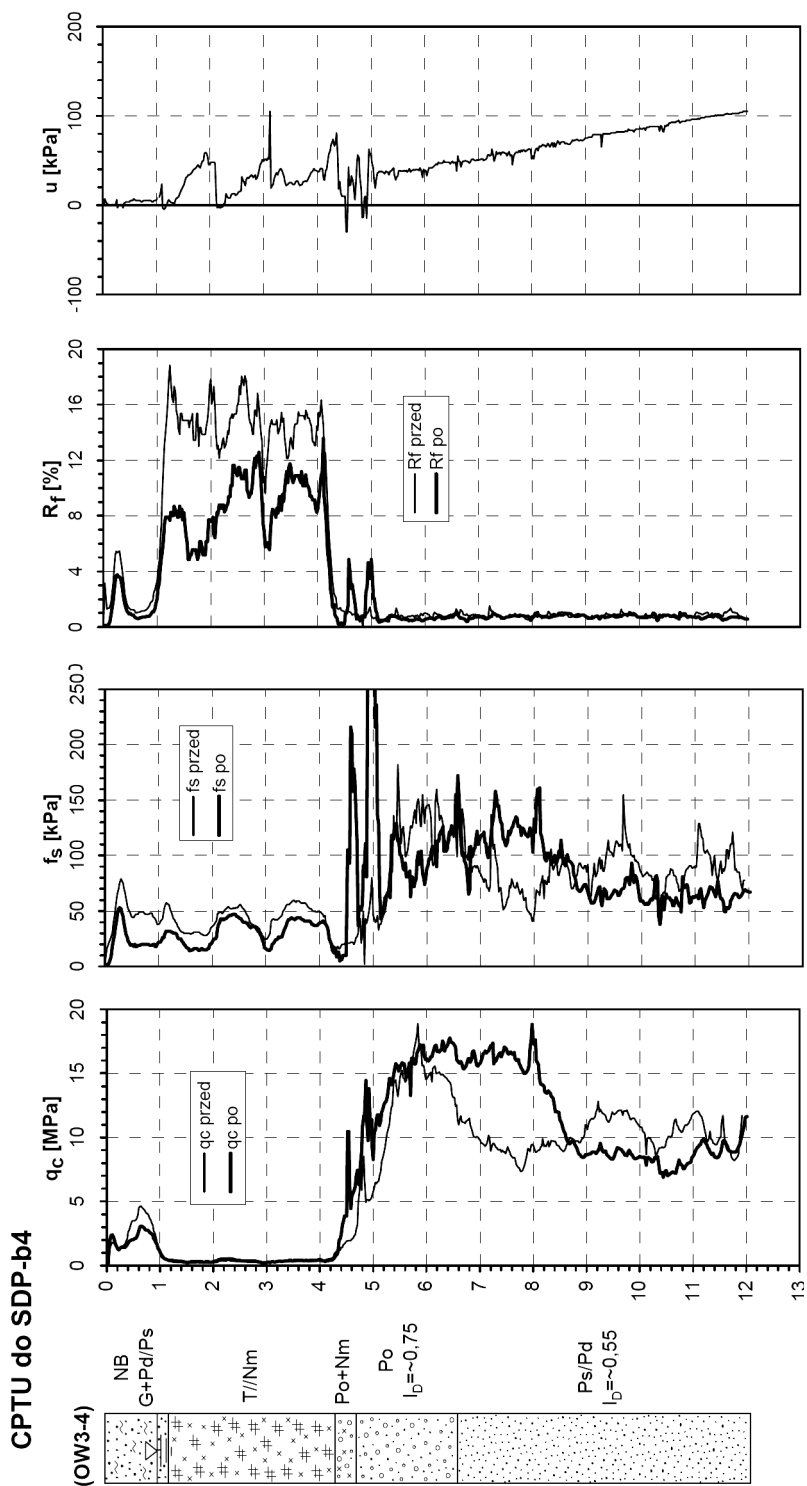 CPTU do SDP-b4
(OW3-4)
NB
G+Pd/Ps
T//Nm
Po+Nm
Po
I_D=~0,75
Ps/Pd
I_D=~0,55
q_c [MPa]
0
5
10
15
20
qc przed
qc po
0
1
2
3
4
5
6
7
8
9
10
11
12
13
f_s [kPa]
0
50
100
150
200
250
fs przed
fs po
R_f [%]
0
4
8
12
16
20
Rf przed
Rf po
u [kPa]
-100
0
100
200